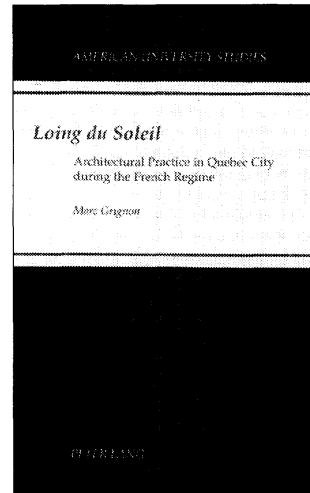 AMERICAN UNIVERSITY STUDIES
Loing du Soleil
Architectural Practice in Quebec City
during the French Regime
Marc Grignon
PETER LANG